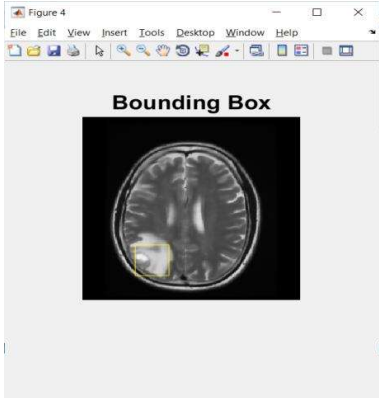 Figure 4
File Edit View Insert Tools Desktop Window Help
Bounding Box